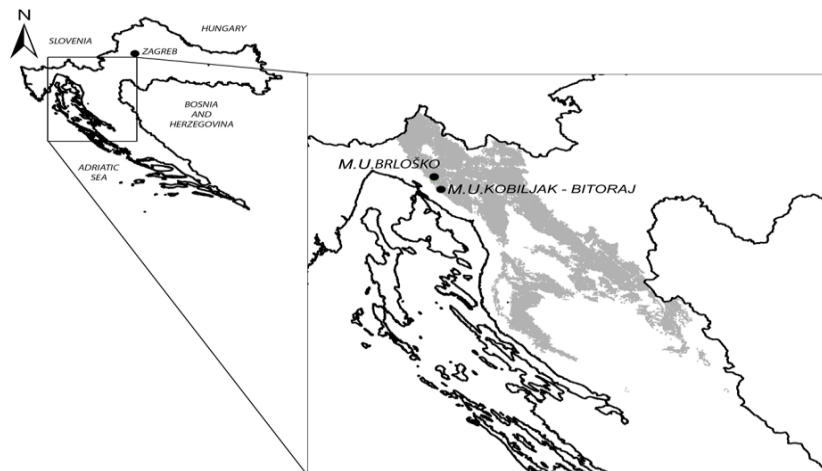 N
SLOVENIA
HUNGARY
ZAGREB
BOSNIA
AND
HERZEGOVINA
ADRIATIC
SEA
M.U.BRLOŠKO
M.U.KOBILJAK - BITORAJ